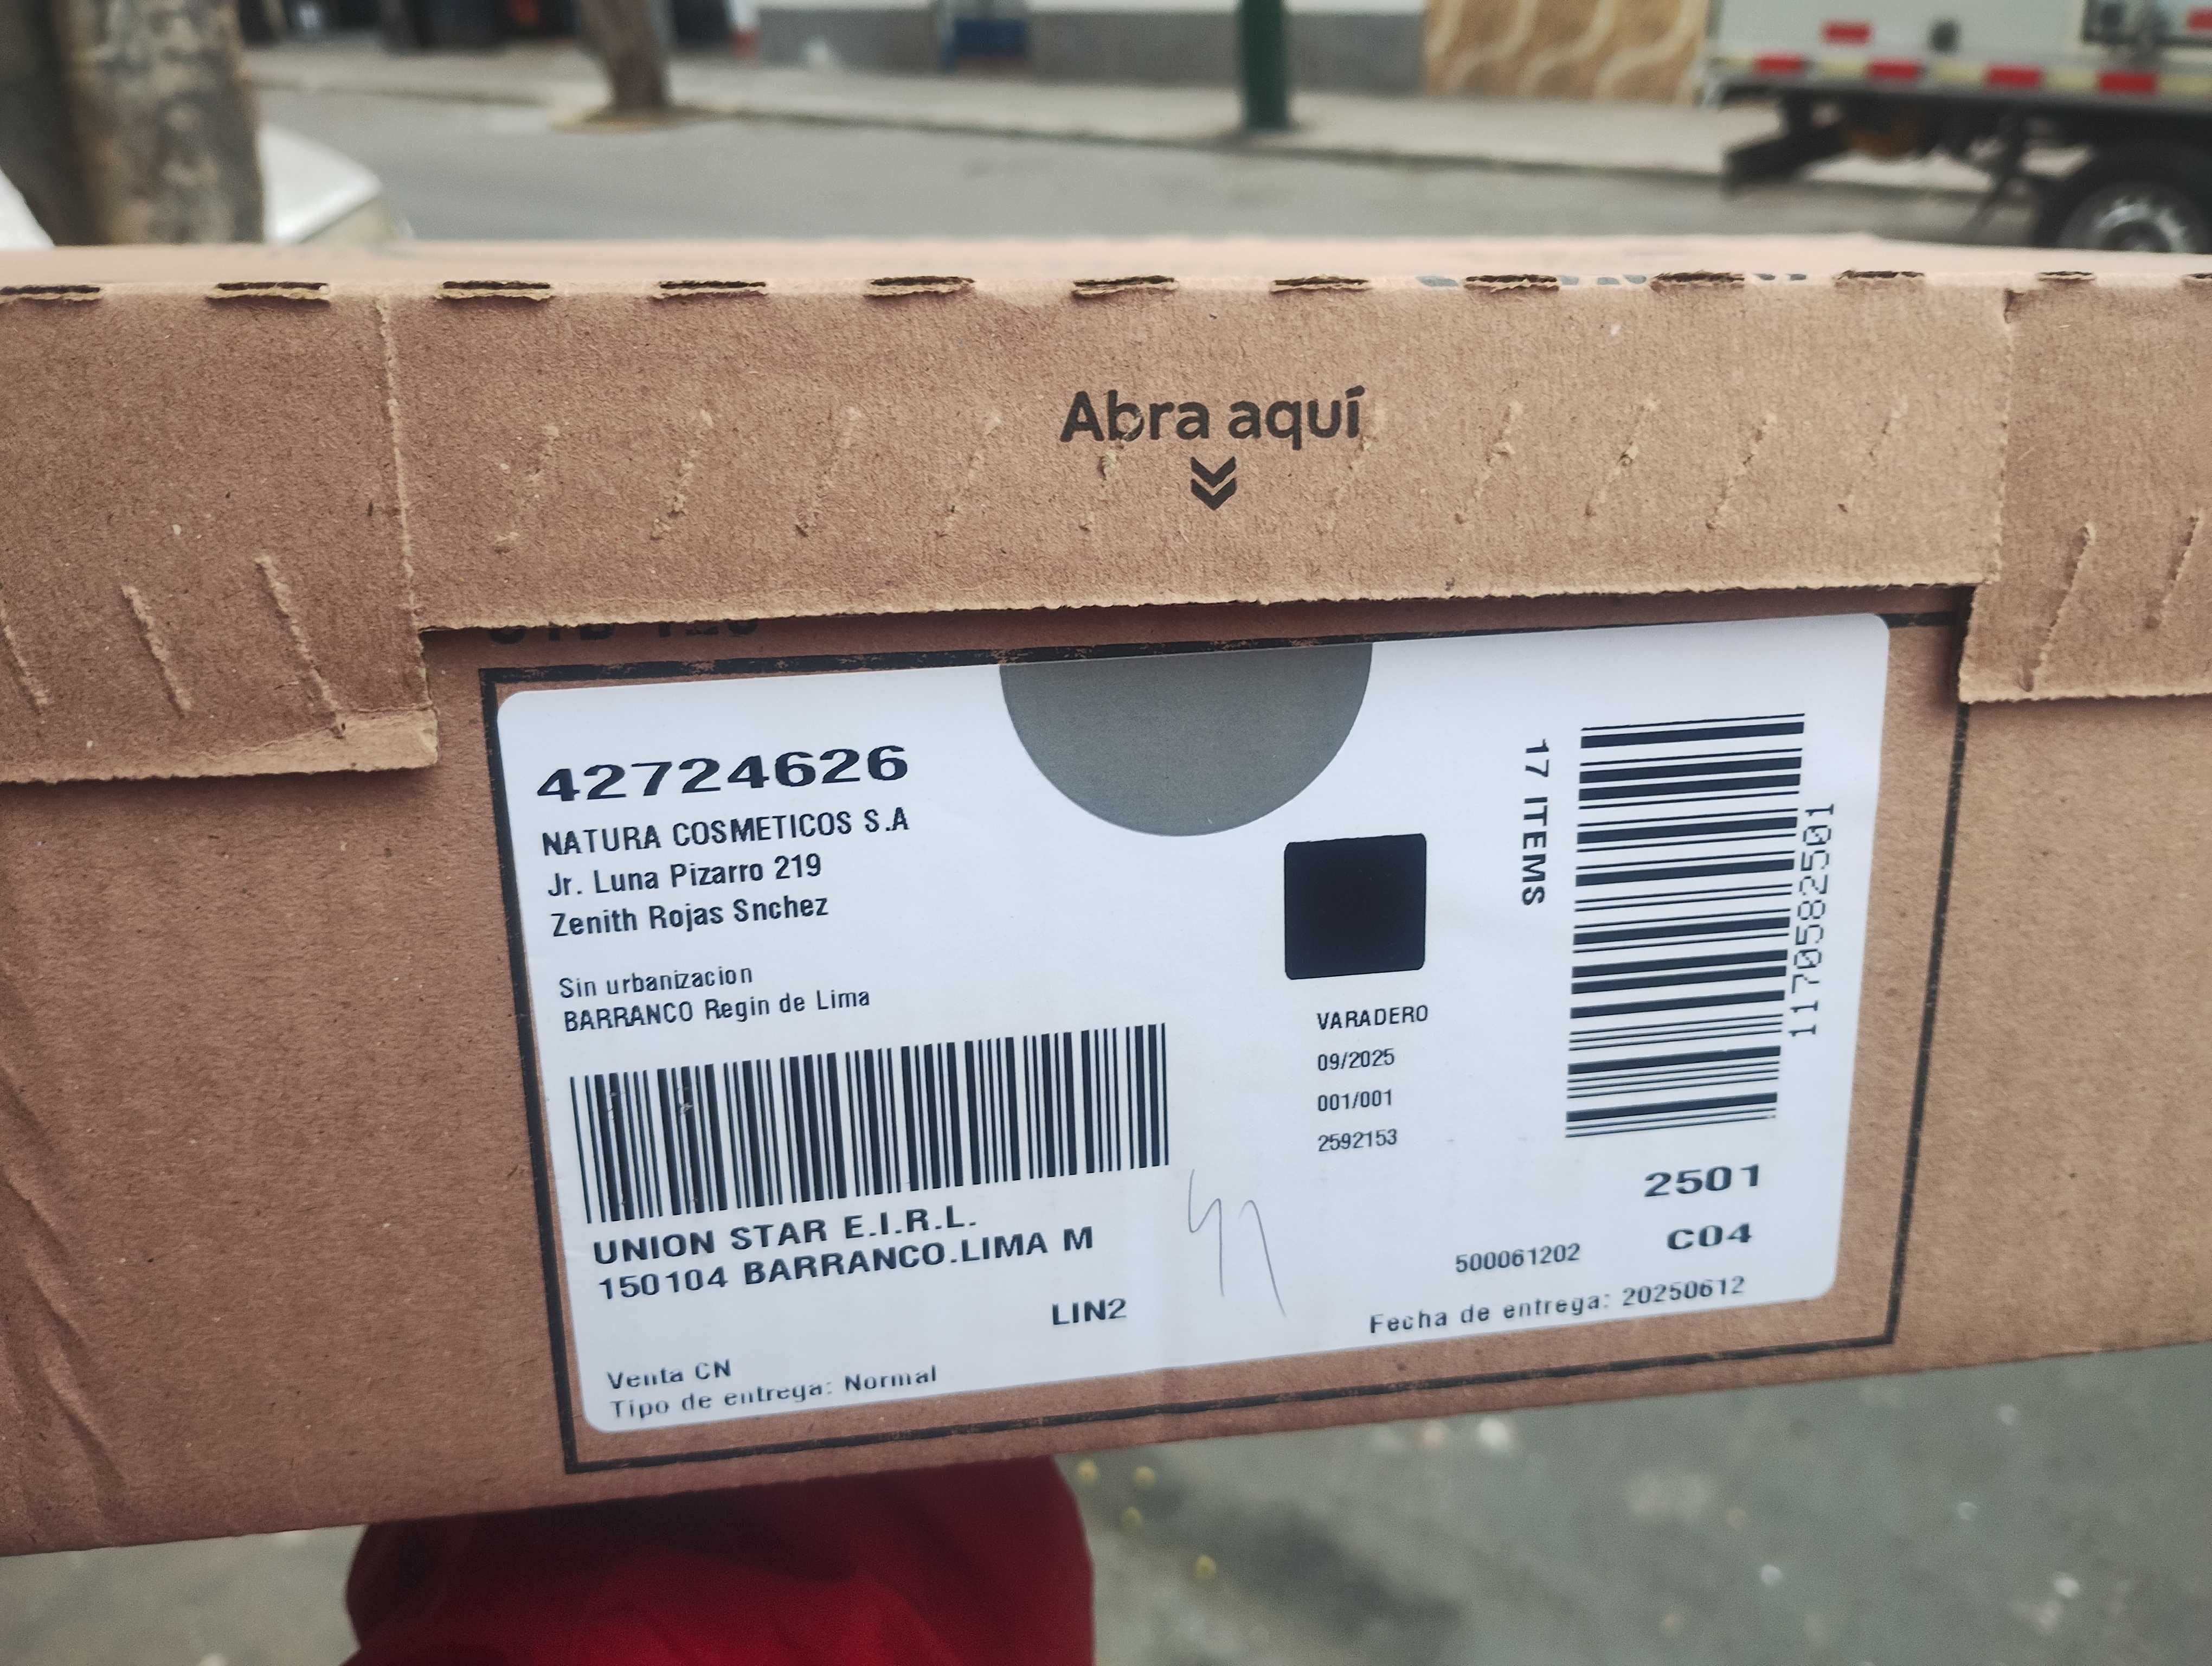 Abra aquí
42724626
NATURA COSMETICOS S.A
Jr. Luna Pizarro 219
Zenith Rojas Snchez
Sin urbanizacion
BARRANCO Regin de Lima
UNION STAR E.I.R.L.
150104 BARRANCO.LIMA M
LIN2
Venta CN
Tipo de entrega: Normal
VARADERO
09/2025
001/001
2592153
17 ITEMS
1170582501
2501
C04
500061202
Fecha de entrega: 20250612